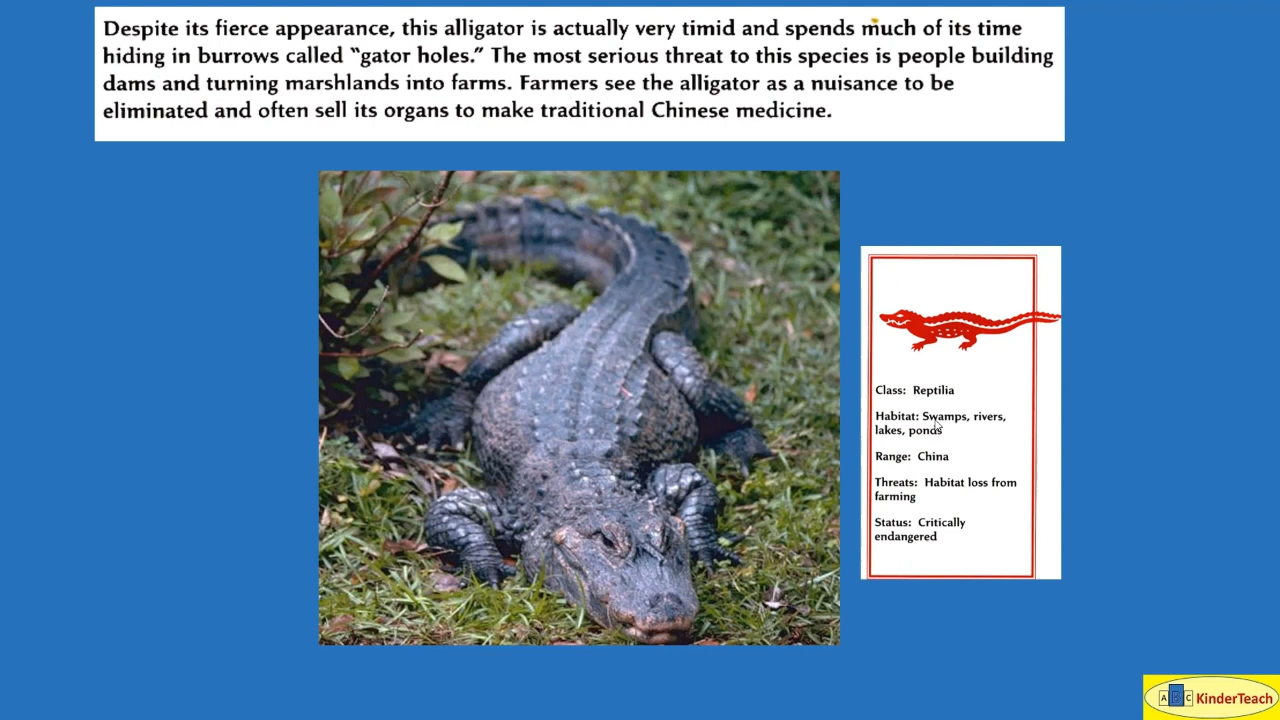 Despite its fierce appearance, this alligator is actually very timid and spends much of its time
hiding in burrows called “gator holes.” The most serious threat to this species is people building
dams and turning marshlands into farms. Farmers see the alligator as a nuisance to be
eliminated and often sell its organs to make traditional Chinese medicine.
Class: Reptilia
Habitat: Swamps, rivers,
lakes, ponds
Range: China
Threats: Habitat loss from
farming
Status: Critically
endangered
A B C KinderTeach